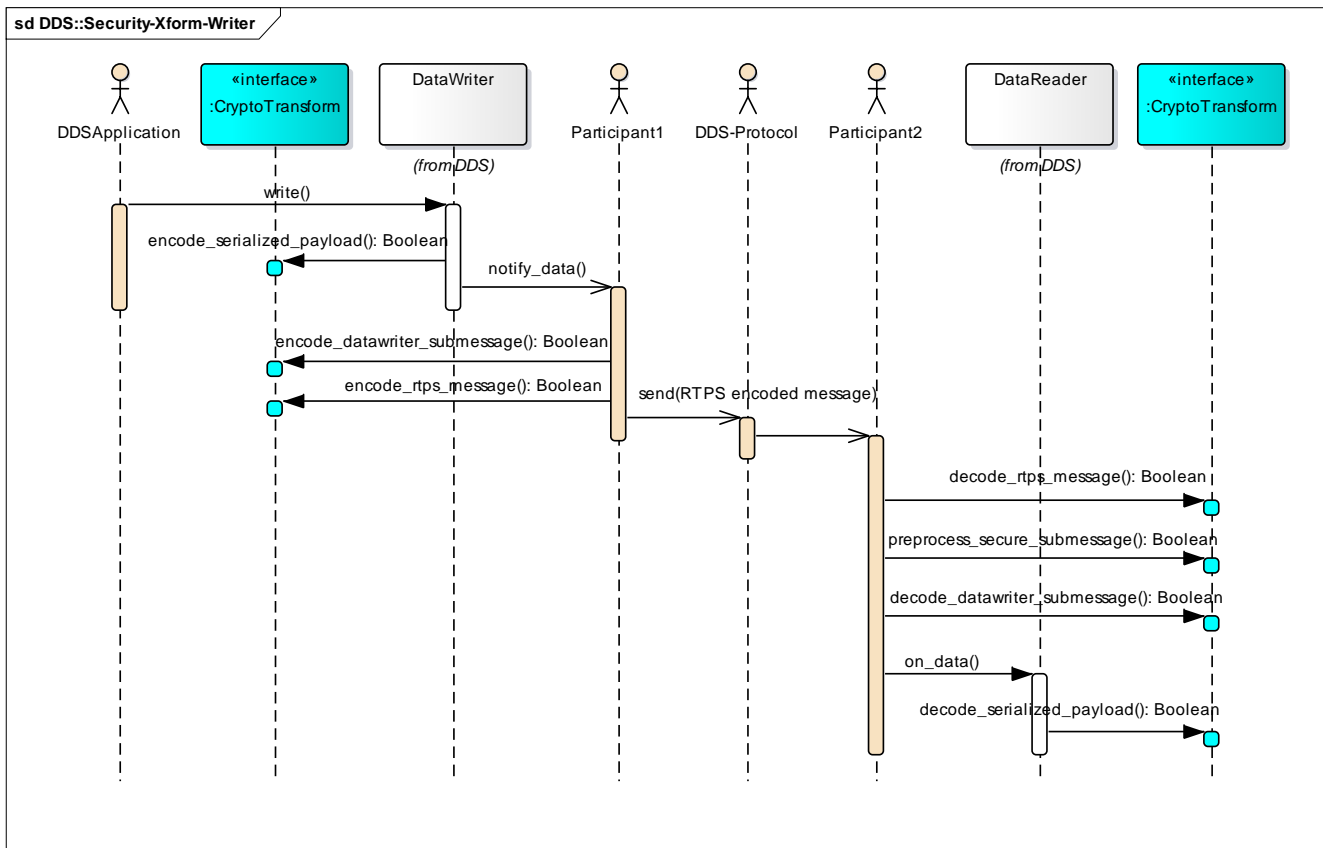 sd DDS::Security-Xform-Writer
«interface»
:CryptoTransform
DataWriter
DataReader
«interface»
:CryptoTransform
DDSApplication
Participant1
DDS-Protocol
Participant2
(from DDS)
(from DDS)
write()
encode_serialized_payload(): Boolean
notify_data()
encode_datawriter_submessage(): Boolean
encode_rtps_message(): Boolean
send(RTPS encoded message)
decode_rtps_message(): Boolean
preprocess_secure_submessage(): Boolean
decode_datawriter_submessage(): Boolean
on_data()
decode_serialized_payload(): Boolean